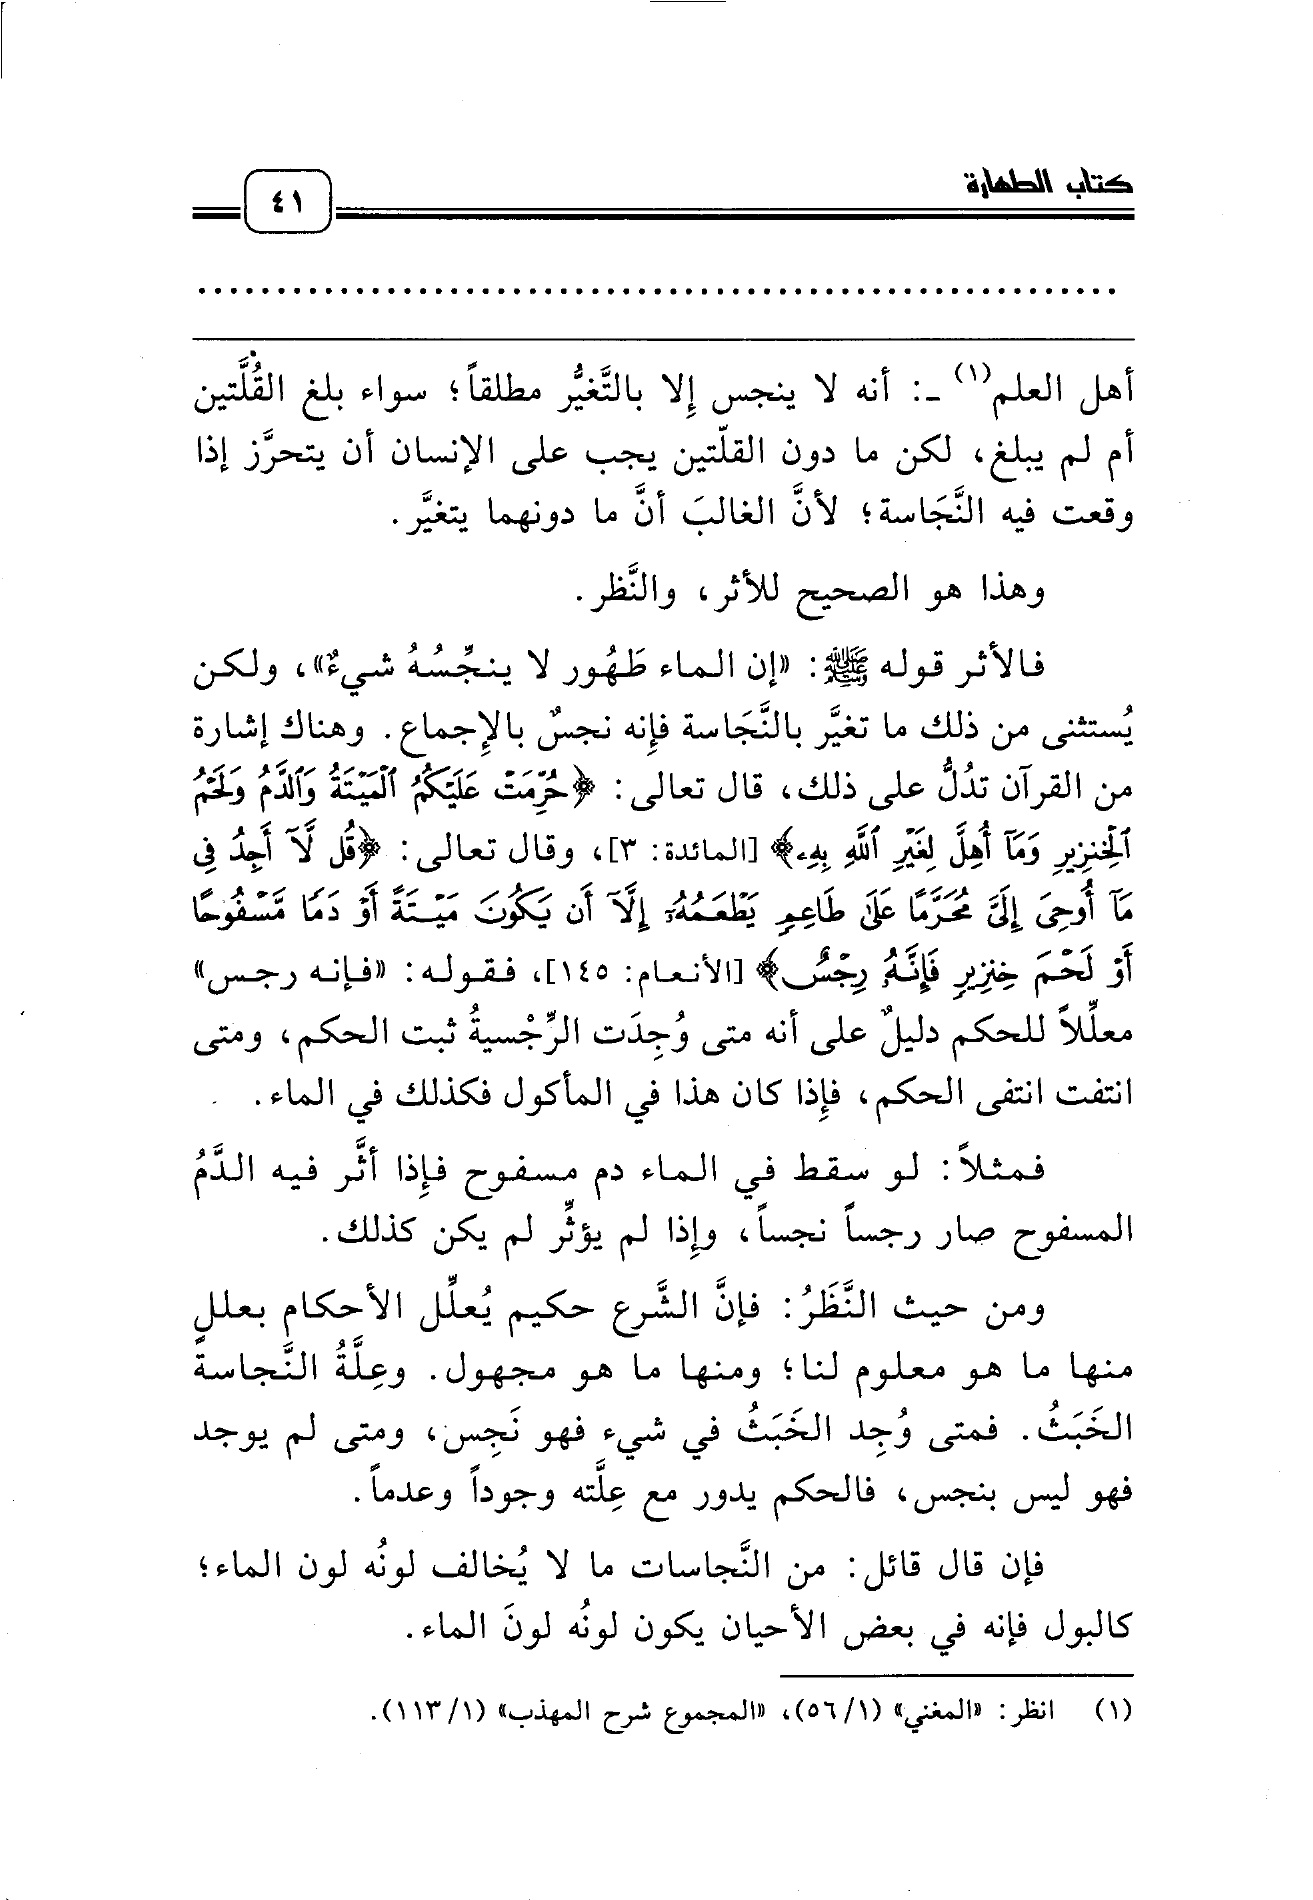 كتاب الطهارة
٤١
أهل العلم(١) ـ: أنه لا ينجس إلا بالتَّغيُّر مطلقاً؛ سواء بلغ القُلَّتين
أم لم يبلغ، لكن ما دون القلّتين يجب على الإنسان أن يتحرَّز إذا
وقعت فيه النَّجَاسة؛ لأنَّ الغالبَ أنَّ ما دونهما يتغيَّر.
وهذا هو الصحيح للأثر، والنَّظر.
فالأثر قوله ﷺ: «إن الماء طَهُور لا ينجِّسُهُ شيءٌ»، ولكن
يُستثنى من ذلك ما تغيَّر بالنَّجَاسة فإنه نجسٌ بالإجماع. وهناك إشارة
من القرآن تدُلُّ على ذلك، قال تعالى: ﴿حُرِّمَتْ عَلَيْكُمُ ٱلْمَيْتَةُ وَٱلدَّمُ وَلَحْمُ
ٱلْخِنزِيرِ وَمَآ أُهِلَّ لِغَيْرِ ٱللَّهِ بِهِۦ﴾ [المائدة: ٣]، وقال تعالى: ﴿قُل لَّآ أَجِدُ فِى
مَآ أُوحِىَ إِلَىَّ مُحَرَّمًا عَلَىٰ طَاعِمٍ يَطْعَمُهُۥٓ إِلَّآ أَن يَكُونَ مَيْتَةً أَوْ دَمًا مَّسْفُوحًا
أَوْ لَحْمَ خِنزِيرٍ فَإِنَّهُۥ رِجْسٌ﴾ [الأنعام: ١٤٥]، فقوله: «فإنه رجس»
معلِّلاً للحكم دليلٌ على أنه متى وُجِدَت الرِّجْسيةُ ثبت الحكم، ومتى
انتفت انتفى الحكم، فإذا كان هذا في المأكول فكذلك في الماء.
فمثلاً: لو سقط في الماء دم مسفوح فإذا أثَّر فيه الدَّمُ
المسفوح صار رجساً نجساً، وإذا لم يؤثِّر لم يكن كذلك.
ومن حيث النَّظَرُ: فإنَّ الشَّرع حكيم يُعلِّل الأحكام بعللٍ
منها ما هو معلوم لنا؛ ومنها ما هو مجهول. وعِلَّةُ النَّجاسة
الخَبَثُ. فمتى وُجِد الخَبَثُ في شيء فهو نَجِس، ومتى لم يوجد
فهو ليس بنجس، فالحكم يدور مع عِلَّته وجوداً وعدماً.
فإن قال قائل: من النَّجاسات ما لا يُخالف لونُه لون الماء؛
كالبول فإنه في بعض الأحيان يكون لونُه لونَ الماء.
(١) انظر: «المغني» (٥٦/١)، «المجموع شرح المهذب» (١١٣/١).